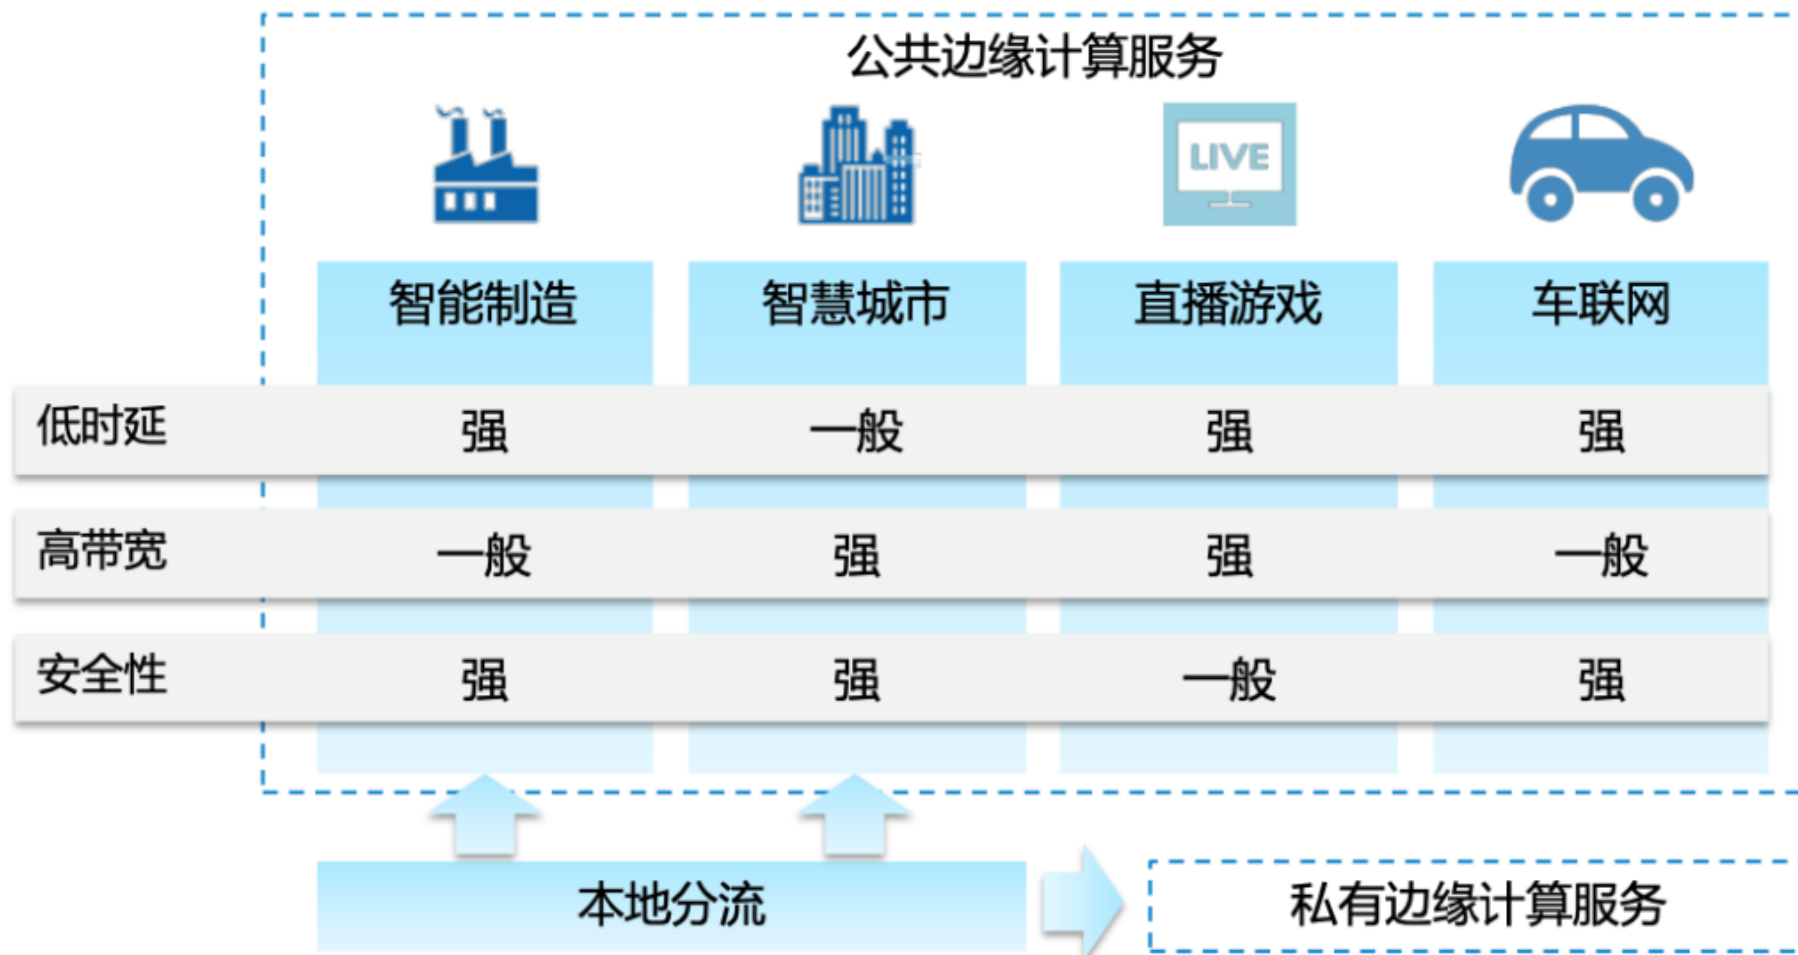 公共边缘计算服务
LIVE
智能制造 智慧城市 直播游戏 车联网
低时延 强 一般 强 强
高带宽 一般 强 强 一般
安全性 强 强 一般 强
本地分流 私有边缘计算服务